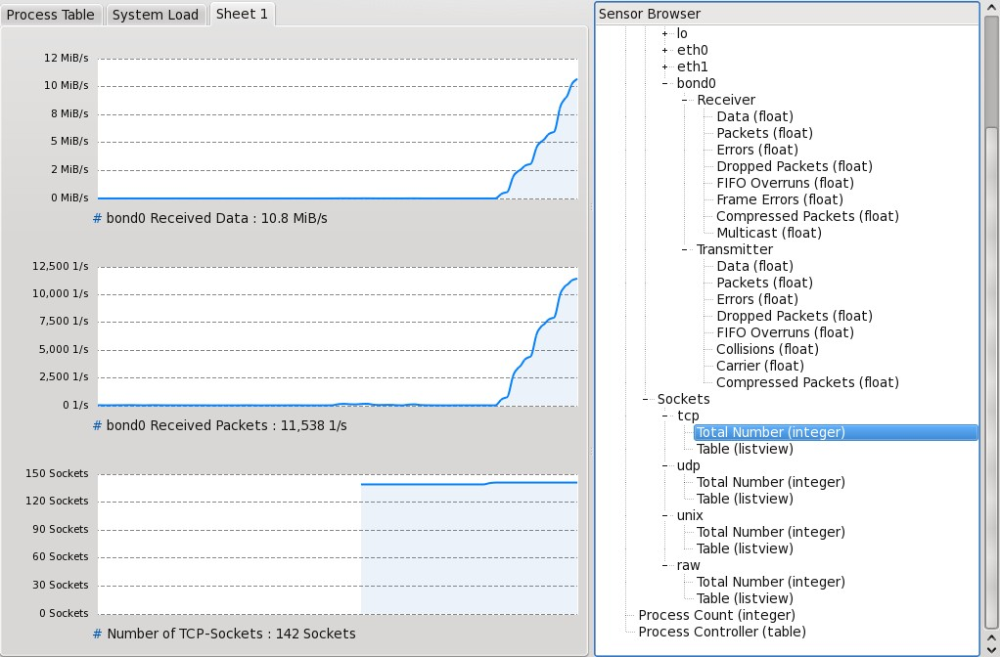 Process Table
System Load
Sheet 1
12 MiB/s
10 MiB/s
8 MiB/s
5 MiB/s
2 MiB/s
0 MiB/s
# bond0 Received Data : 10.8 MiB/s
12,500 1/s
10,000 1/s
7,500 1/s
5,000 1/s
2,500 1/s
0 1/s
# bond0 Received Packets : 11,538 1/s
150 Sockets
120 Sockets
90 Sockets
60 Sockets
30 Sockets
0 Sockets
# Number of TCP-Sockets : 142 Sockets
Sensor Browser
lo
eth0
eth1
bond0
Receiver
Data (float)
Packets (float)
Errors (float)
Dropped Packets (float)
FIFO Overruns (float)
Frame Errors (float)
Compressed Packets (float)
Multicast (float)
Transmitter
Data (float)
Packets (float)
Errors (float)
Dropped Packets (float)
FIFO Overruns (float)
Collisions (float)
Carrier (float)
Compressed Packets (float)
Sockets
tcp
Total Number (integer)
Table (listview)
udp
Total Number (integer)
Table (listview)
unix
Total Number (integer)
Table (listview)
raw
Total Number (integer)
Table (listview)
Process Count (integer)
Process Controller (table)